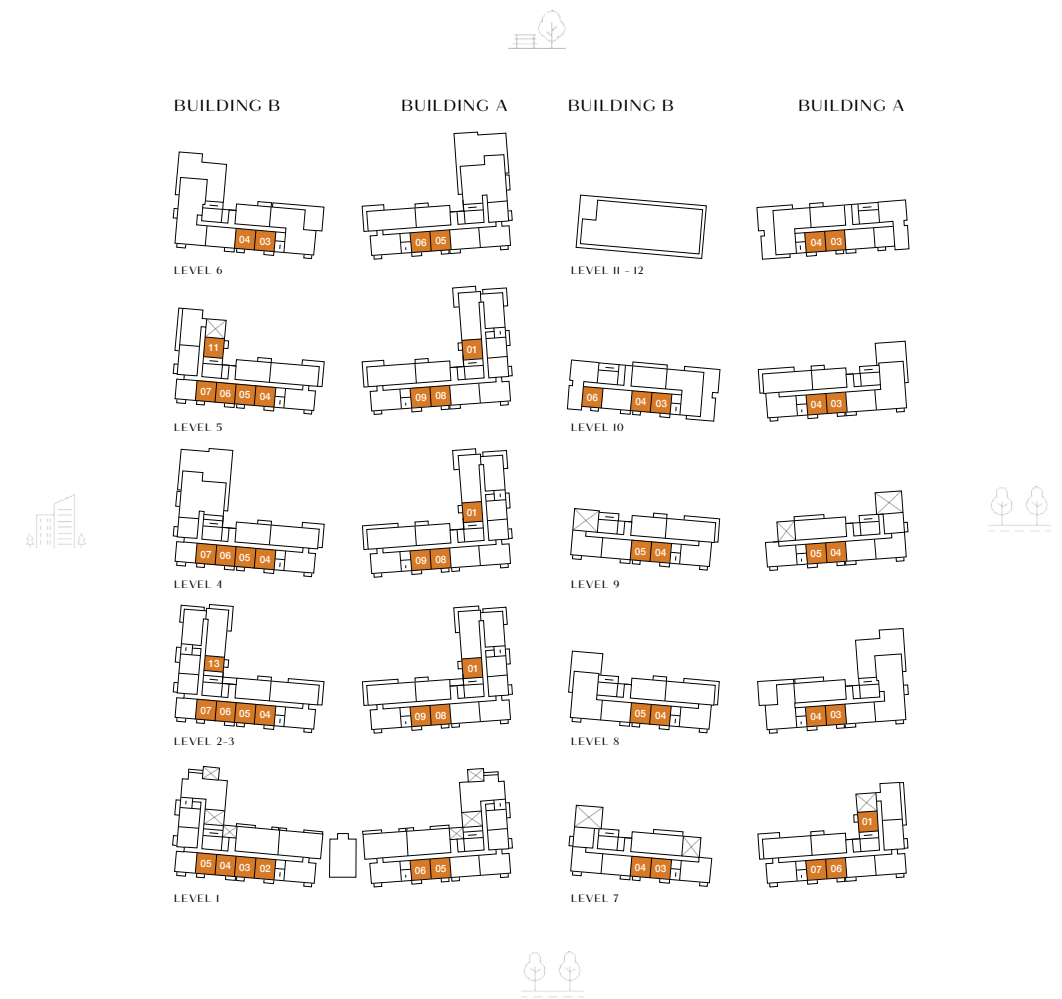 BUILDING B BUILDING A BUILDING B BUILDING A
04 03 06 05 04 03
LEVEL 6 LEVEL 11 - 12
11 01
07 06 05 04 09 08 06 04 03 04 03
LEVEL 5 LEVEL 10
01
07 06 05 04 09 08 05 04 05 04
LEVEL 4 LEVEL 9
13 01
07 06 05 04 09 08 05 04 04 03
LEVEL 2-3 LEVEL 8
01
05 04 03 02 06 05 04 03 07 06
LEVEL 1 LEVEL 7